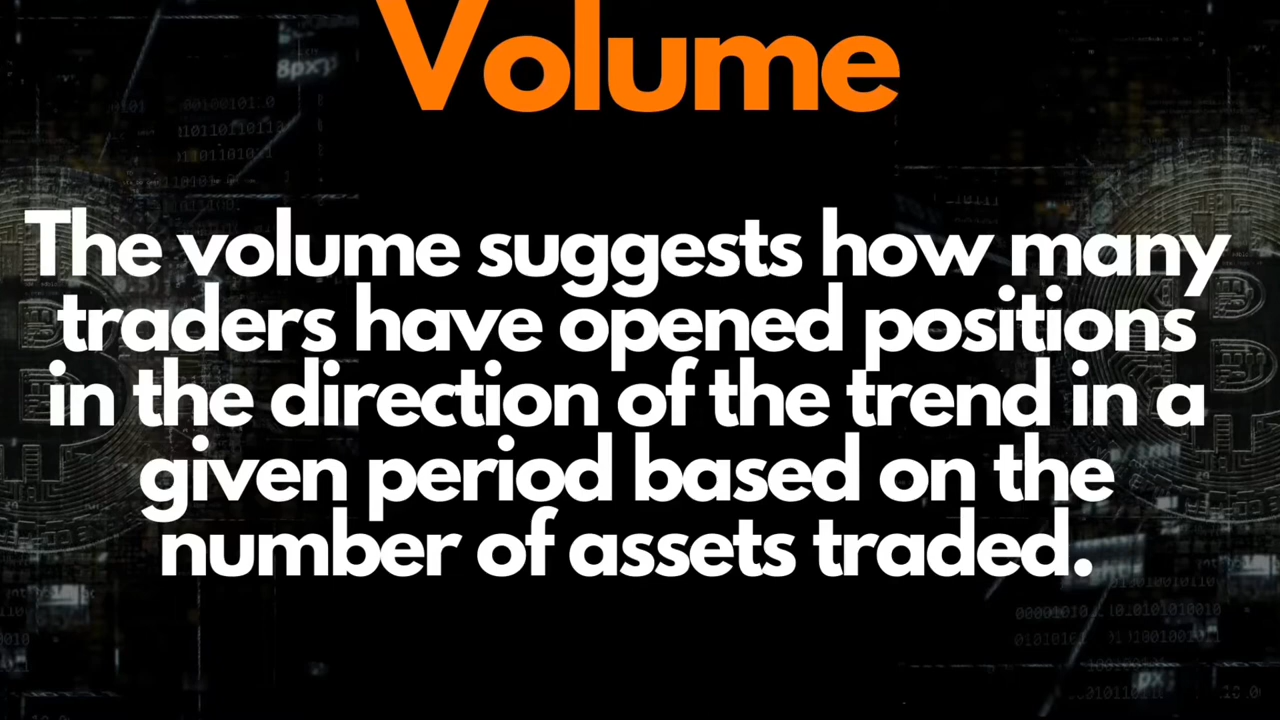 Volume
The volume suggests how many
traders have opened positions
in the direction of the trend in a
given period based on the
number of assets traded.